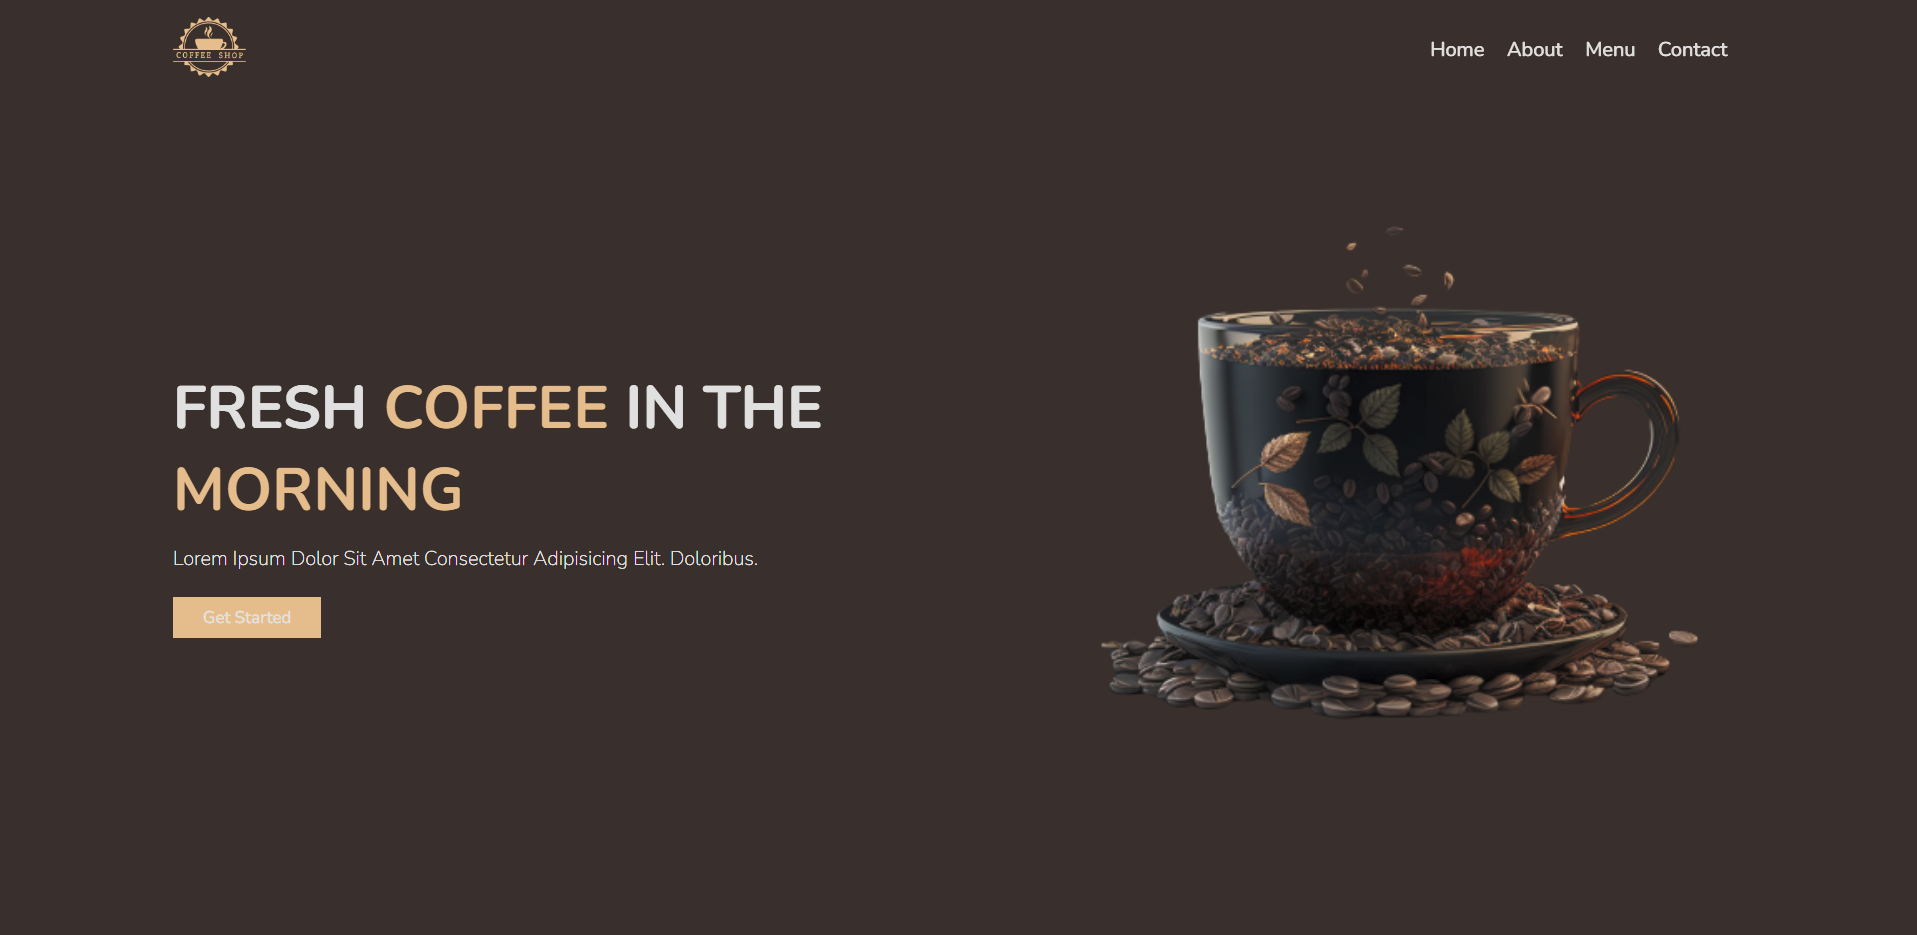 COFFEE SHOP
Home About Menu Contact
FRESH COFFEE IN THE
MORNING
Lorem Ipsum Dolor Sit Amet Consectetur Adipisicing Elit. Doloribus.
Get Started